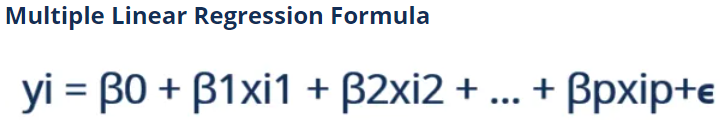 Multiple Linear Regression Formula
yi = β0 + β1xi1 + β2xi2 + ... + βpxip+ϵ